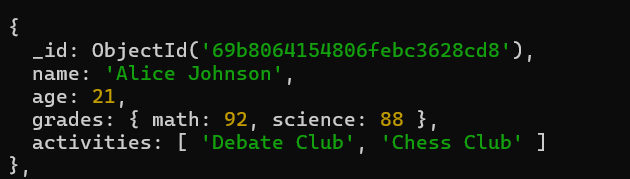 {
  _id: ObjectId('69b8064154806febc3628cd8'),
  name: 'Alice Johnson',
  age: 21,
  grades: { math: 92, science: 88 },
  activities: [ 'Debate Club', 'Chess Club' ]
},